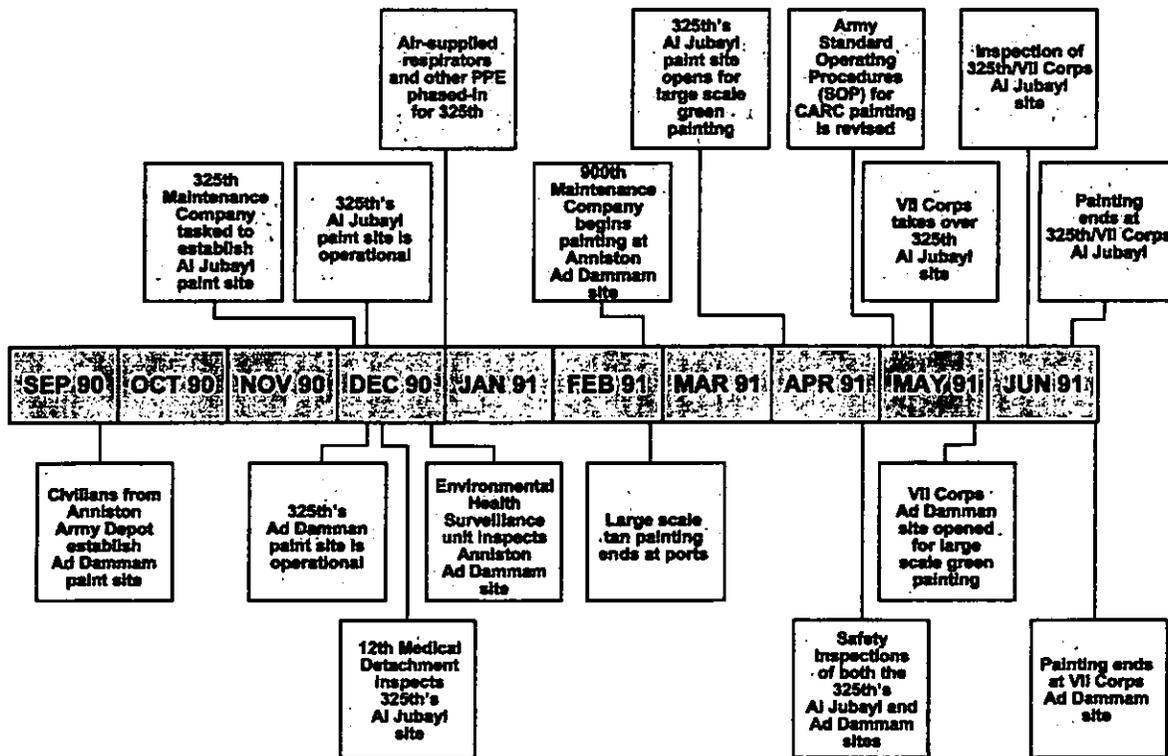 Air-supplied
respirators
and other PPE
phased-in
for 325th
325th's
Al Jubayl
paint site
opens for
large scale
green
painting
Army
Standard
Operating
Procedures
(SOP) for
CARC painting
is revised
Inspection of
325th/VII Corps
Al Jubayl
site
325th
Maintenance
Company
tasked to
establish
Al Jubayl
paint site
325th's
Al Jubayl
paint site is
operational
900th
Maintenance
Company
begins
painting at
Anniston
Ad Dammam
site
VII Corps
takes over
325th
Al Jubayl
site
Painting
ends at
325th/VII Corps
Al Jubayl
SEP 90 OCT 90 NOV 90 DEC 90 JAN 91 FEB 91 MAR 91 APR 91 MAY 91 JUN 91
Civilians from
Anniston
Army Depot
establish
Ad Dammam
paint site
325th's
Ad Damman
paint site is
operational
Environmental
Health
Surveillance
unit inspects
Anniston
Ad Dammam
site
Large scale
tan painting
ends at ports
VII Corps
Ad Damman
site opened
for large
scale green
painting
12th Medical
Detachment
inspects
325th's
Al Jubayl
site
Safety
inspections
of both the
325th's
Al Jubayl and
Ad Dammam
sites
Painting ends
at VII Corps
Ad Dammam
site